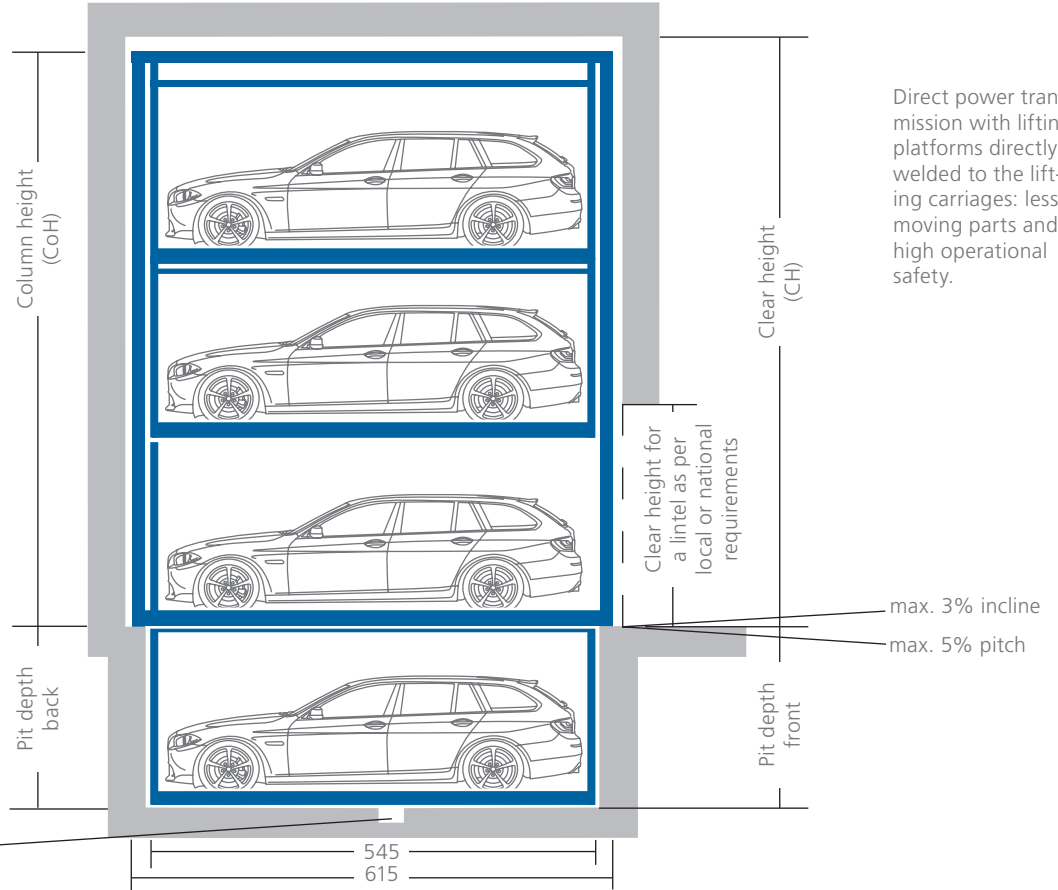 Column height
(CoH)
Pit depth
back
Clear height
(CH)
Clear height for
a lintel as per
local or national
requirements
Pit depth
front
max. 3% incline
max. 5% pitch
545
615
Direct power tran
mission with liftin
platforms directly
welded to the lift-
ing carriages: less
moving parts and
high operational
safety.